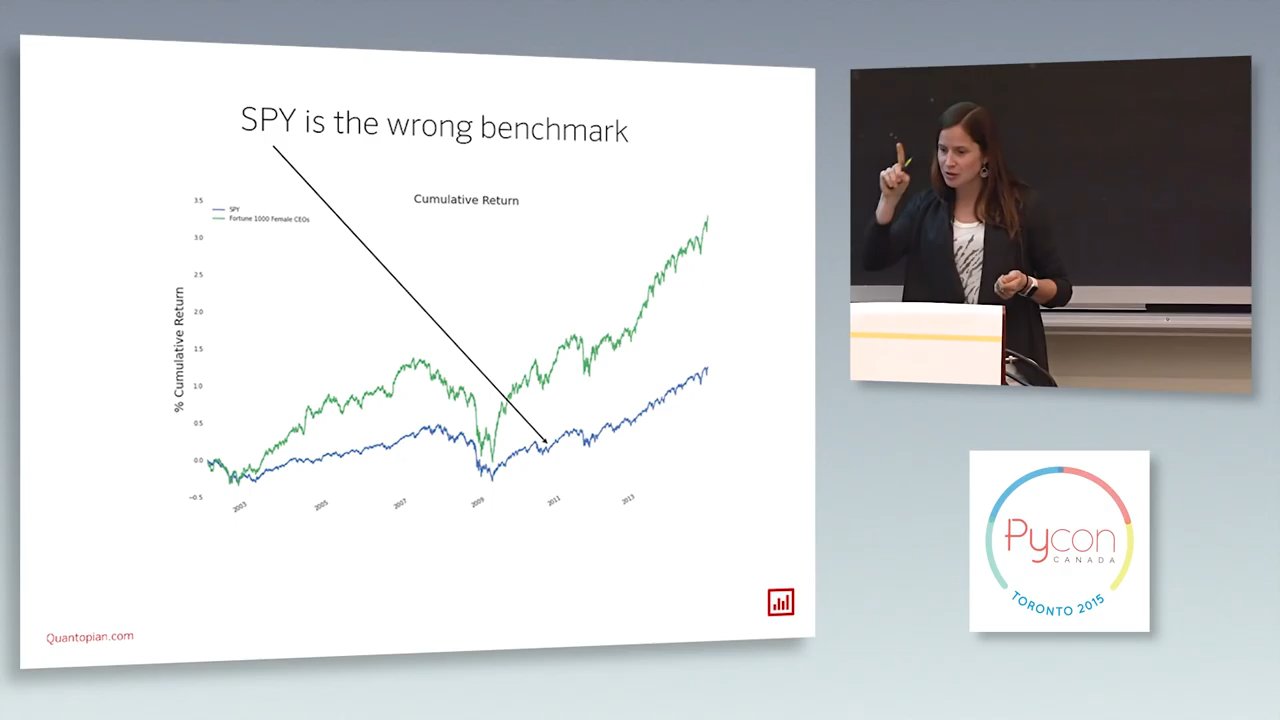 SPY is the wrong benchmark
Cumulative Return
SPY
Fortune 1000 Female CEOs
% Cumulative Return
3.5
3.0
2.5
2.0
1.5
1.0
0.5
0.0
−0.5
2003
2005
2007
2009
2011
2013
Quantopian.com
Pycon
CANADA
TORONTO 2015